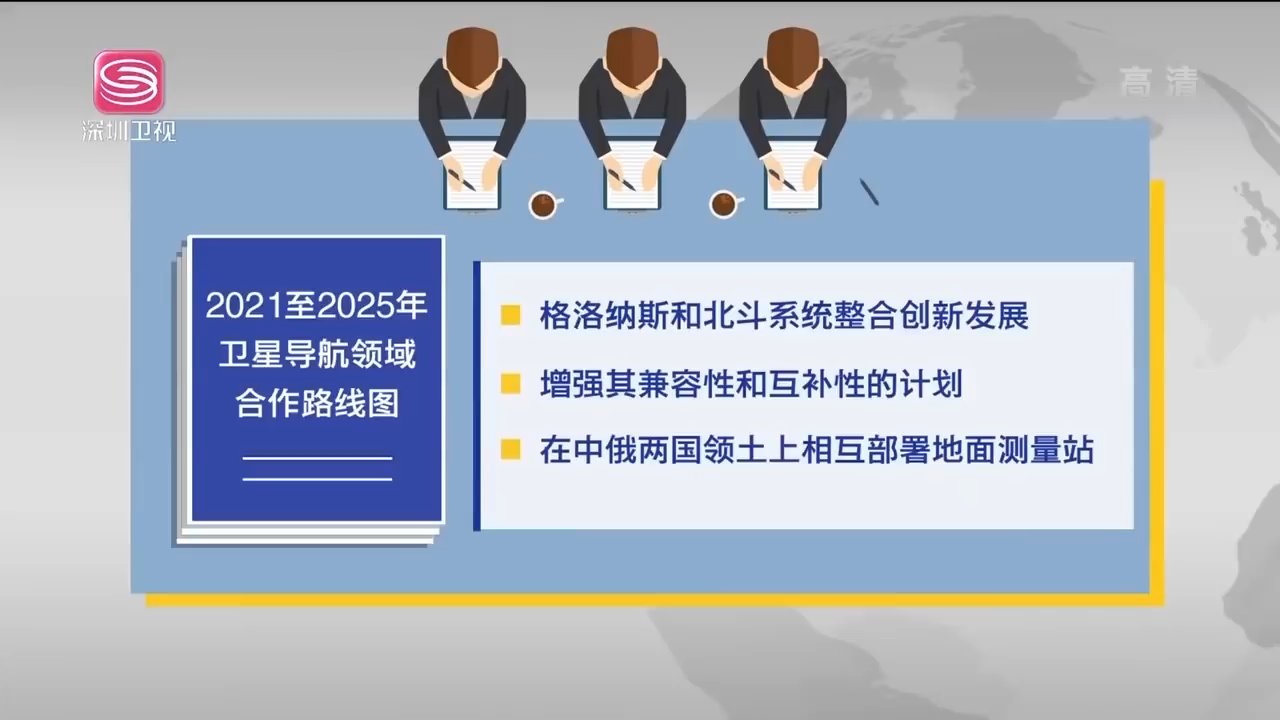 深圳卫视
高清
2021至2025年
卫星导航领域
合作路线图
格洛纳斯和北斗系统整合创新发展
增强其兼容性和互补性的计划
在中俄两国领土上相互部署地面测量站